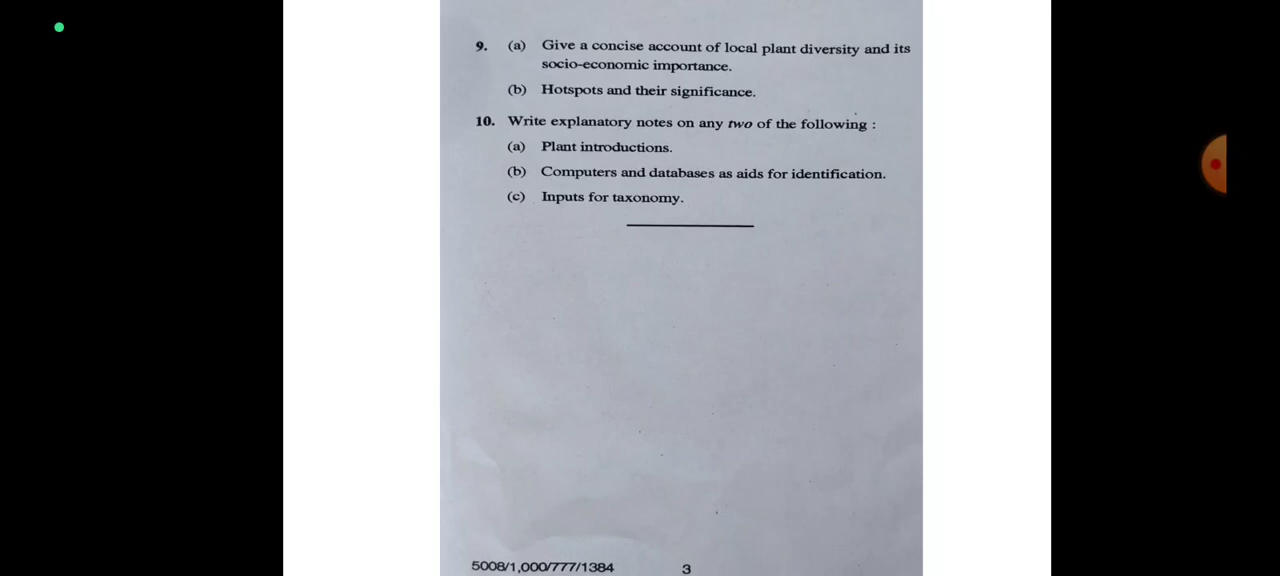 9. (a) Give a concise account of local plant diversity and its
socio-economic importance.
(b) Hotspots and their significance.
10. Write explanatory notes on any two of the following :
(a) Plant introductions.
(b) Computers and databases as aids for identification.
(c) Inputs for taxonomy.
5008/1,000/777/1384 3